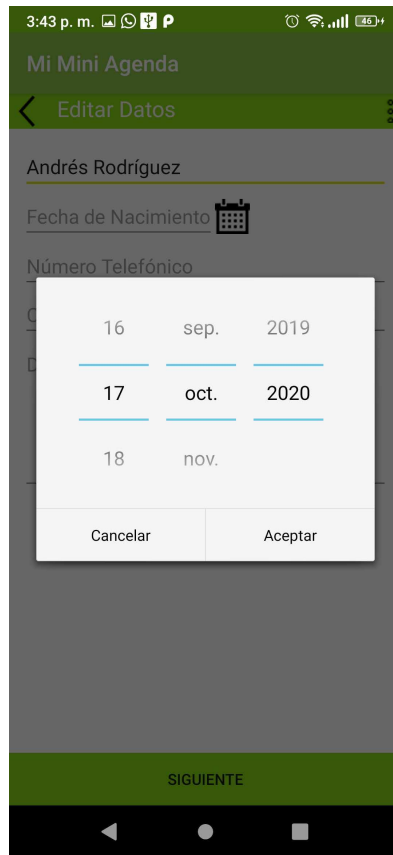 3:43 p. m. 46
Mi Mini Agenda
Editar Datos
Andrés Rodríguez
Fecha de Nacimiento
Número Telefónico
C
D
16 sep. 2019
17 oct. 2020
18 nov.
Cancelar Aceptar
SIGUIENTE